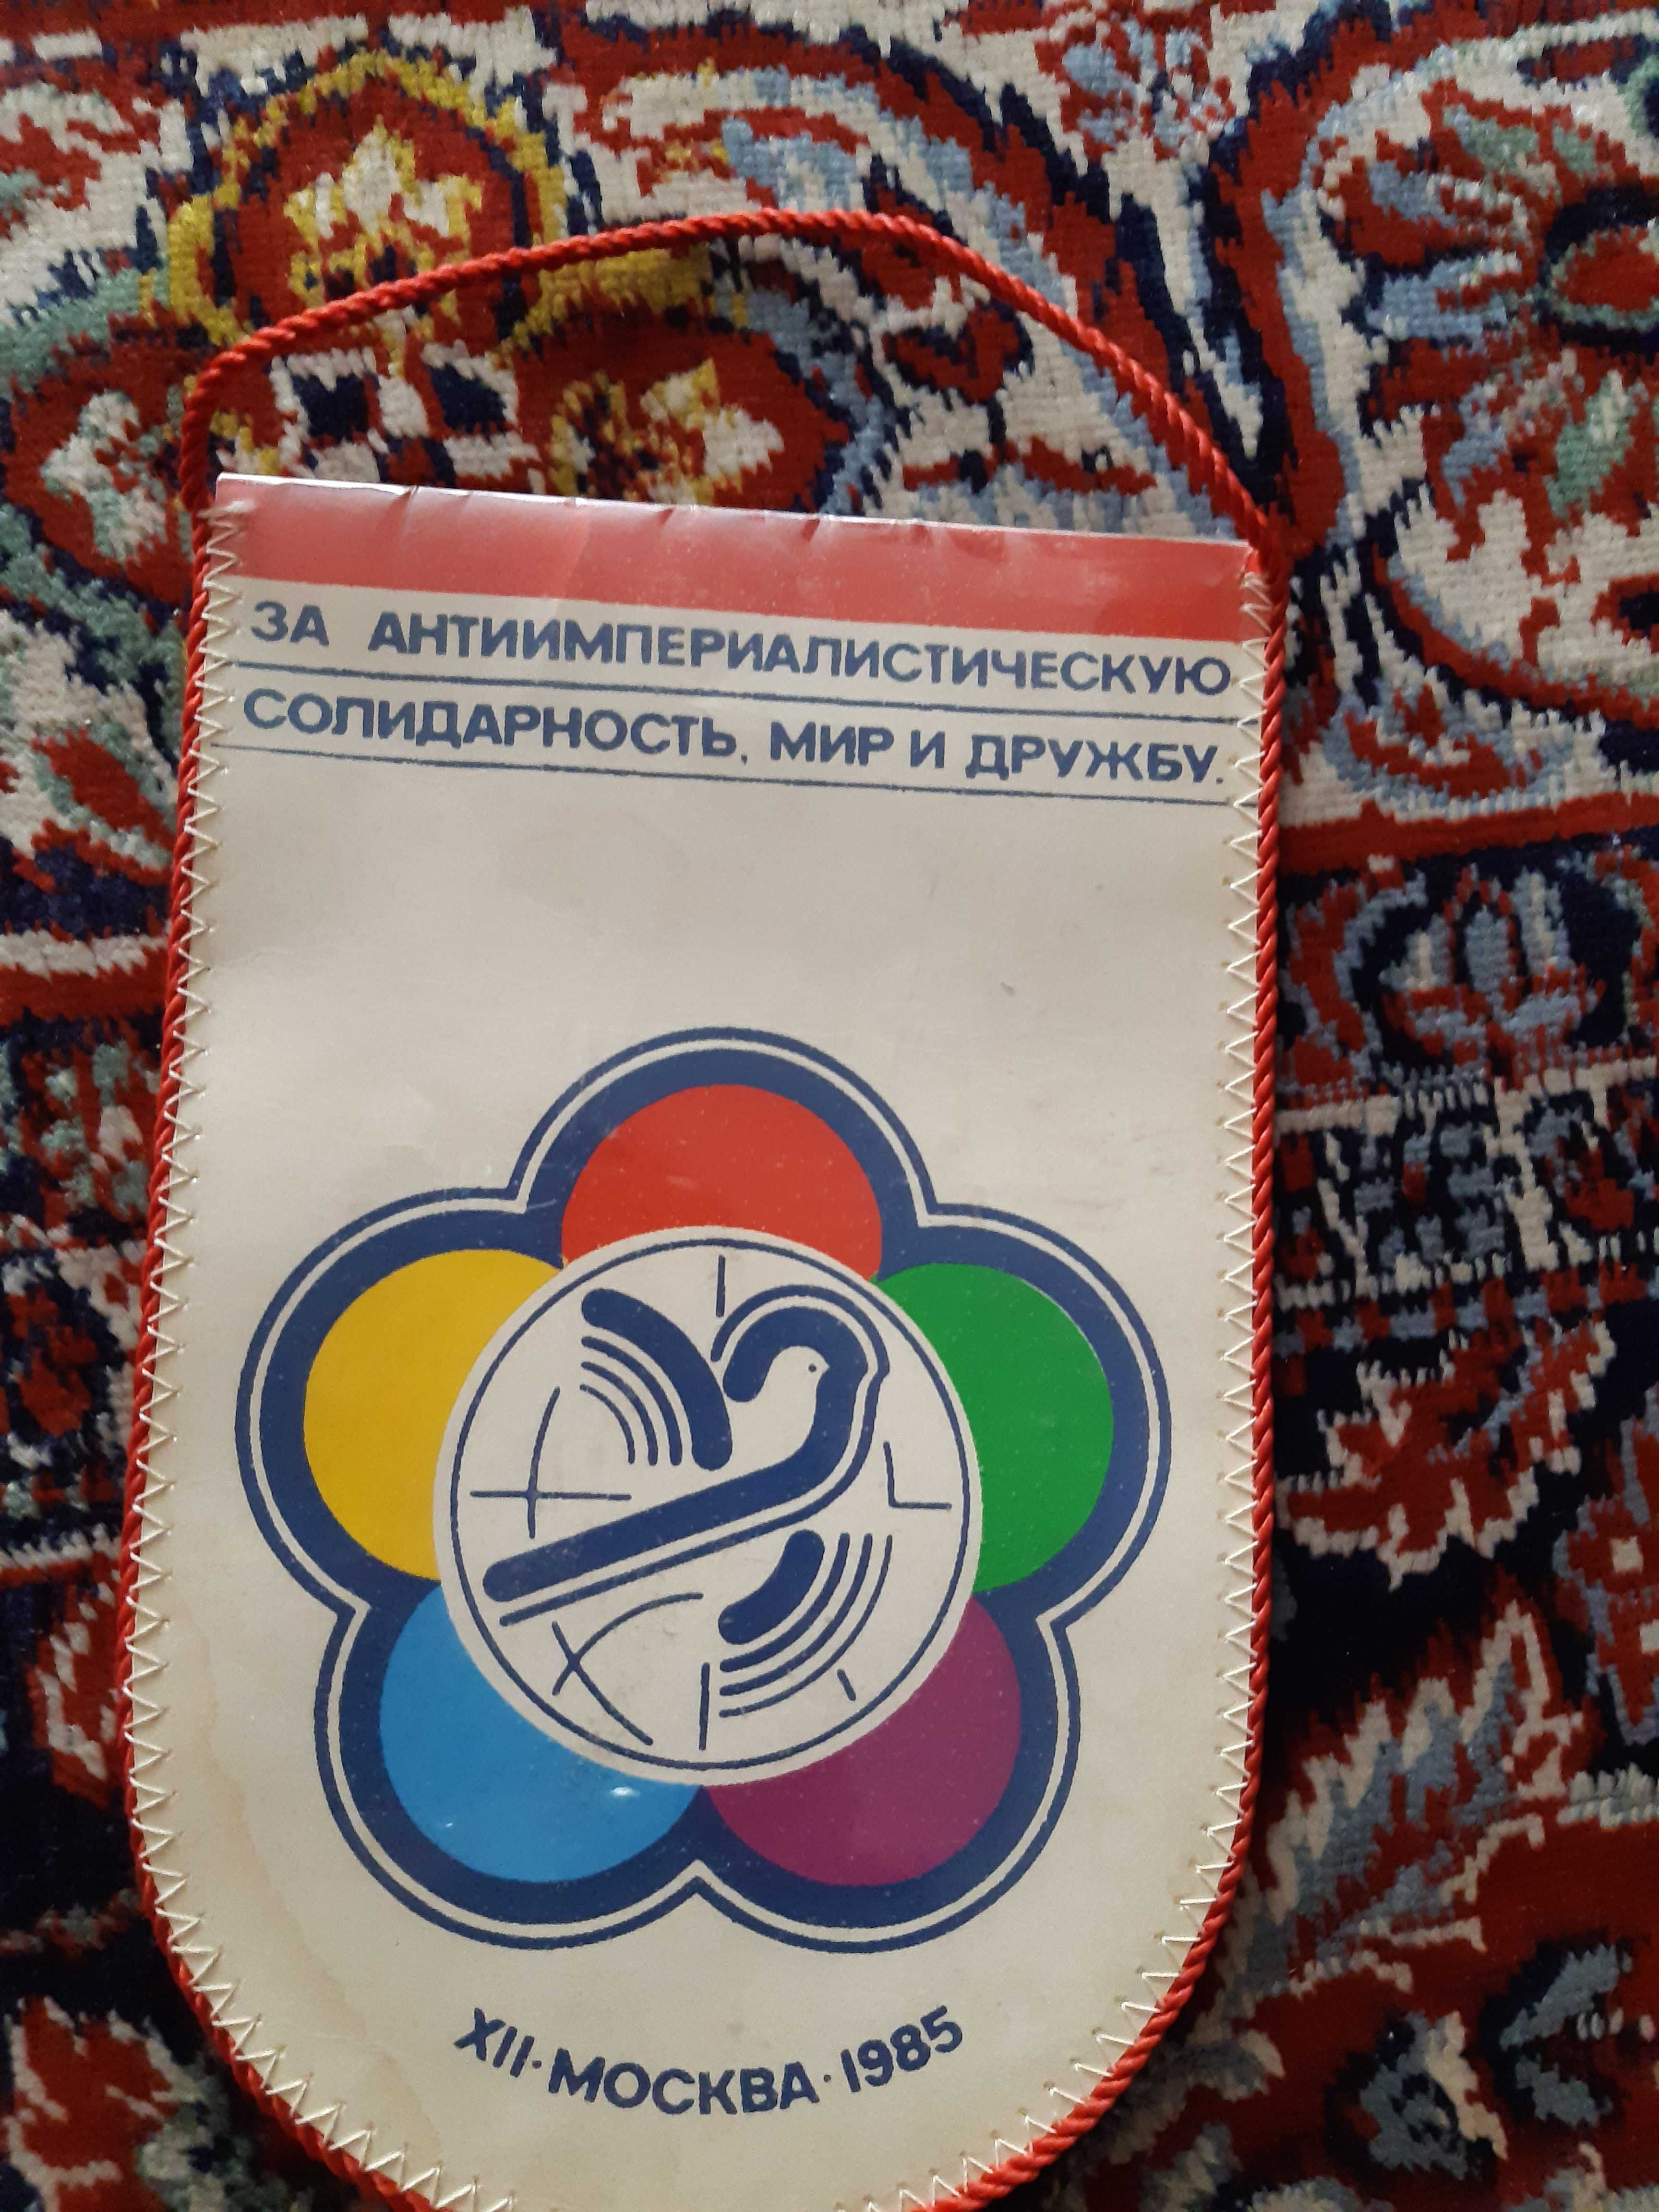 ЗА АНТИИМПЕРИАЛИСТИЧЕСКУЮ
СОЛИДАРНОСТЬ, МИР И ДРУЖБУ.
XII·МОСКВА·1985